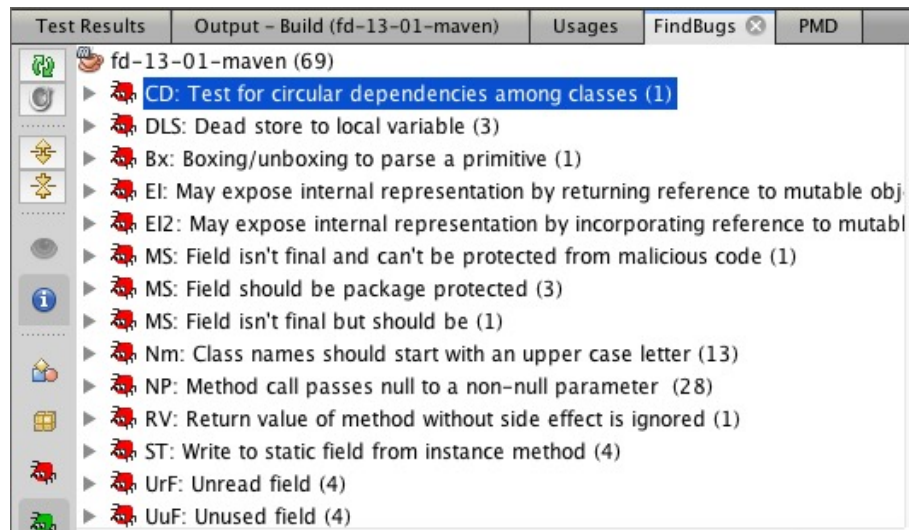 Test Results
Output – Build (fd-13-01-maven)
Usages
FindBugs
PMD
fd-13-01-maven (69)
CD: Test for circular dependencies among classes (1)
DLS: Dead store to local variable (3)
Bx: Boxing/unboxing to parse a primitive (1)
EI: May expose internal representation by returning reference to mutable obj
EI2: May expose internal representation by incorporating reference to mutabl
MS: Field isn't final and can't be protected from malicious code (1)
MS: Field should be package protected (3)
MS: Field isn't final but should be (1)
Nm: Class names should start with an upper case letter (13)
NP: Method call passes null to a non-null parameter (28)
RV: Return value of method without side effect is ignored (1)
ST: Write to static field from instance method (4)
UrF: Unread field (4)
UuF: Unused field (4)